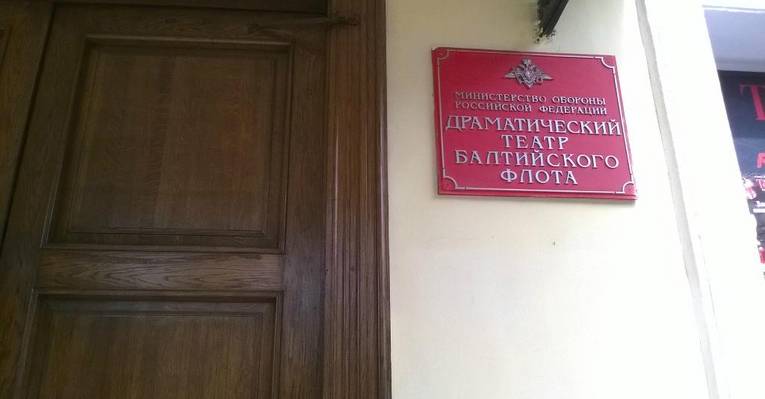 МИНИСТЕРСТВО ОБОРОНЫ
РОССИЙСКОЙ ФЕДЕРАЦИИ
ДРАМАТИЧЕСКИЙ
ТЕАТР
БАЛТИЙСКОГО
ФЛОТА